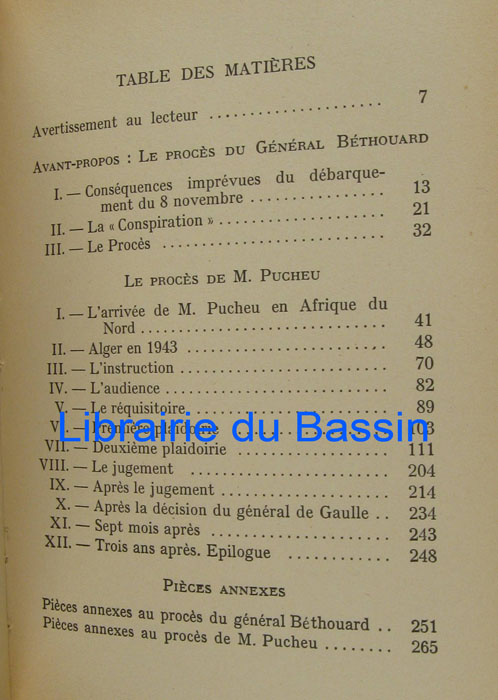 TABLE DES MATIÈRES
Avertissement au lecteur .................... 7
AVANT-PROPOS : LE PROCÈS DU GÉNÉRAL BÉTHOUARD
I. — Conséquences imprévues du débarque-
ment du 8 novembre ................ 13
II. — La « Conspiration » .................... 21
III. — Le Procès ......................... 32
LE PROCÈS DE M. PUCHEU
I. — L'arrivée de M. Pucheu en Afrique du
Nord ............................. 41
II. — Alger en 1943 ....................... 48
III. — L'instruction ........................ 70
IV. — L'audience ......................... 82
V. — Le réquisitoire ...................... 89
VI. — Première plaidoirie 103
Librairie du Bassin
VII. — Deuxième plaidoirie ................ 111
VIII. — Le jugement ..................... 204
IX. — Après le jugement ................. 214
X. — Après la décision du général de Gaulle .. 234
XI. — Sept mois après ................... 243
XII. — Trois ans après. Epilogue ............ 248
PIÈCES ANNEXES
Pièces annexes au procès du général Béthouard .. 251
Pièces annexes au procès de M. Pucheu ........ 265